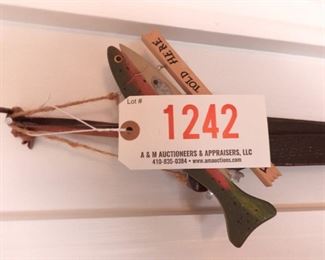 TOLD HERE
Lot #
1242
A & M AUCTIONEERS & APPRAISERS, LLC
410-835-0384 • www.amauctions.com